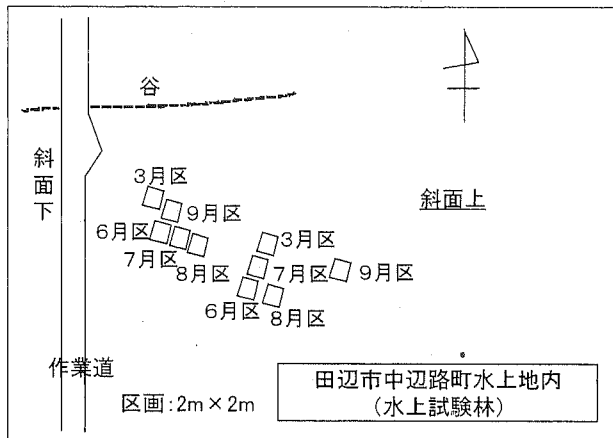 谷
斜面下
斜面上
3月区
9月区
6月区
7月区
8月区
3月区
7月区
9月区
6月区
8月区
作業道
区画:2m×2m
田辺市中辺路町水上地内
(水上試験林)